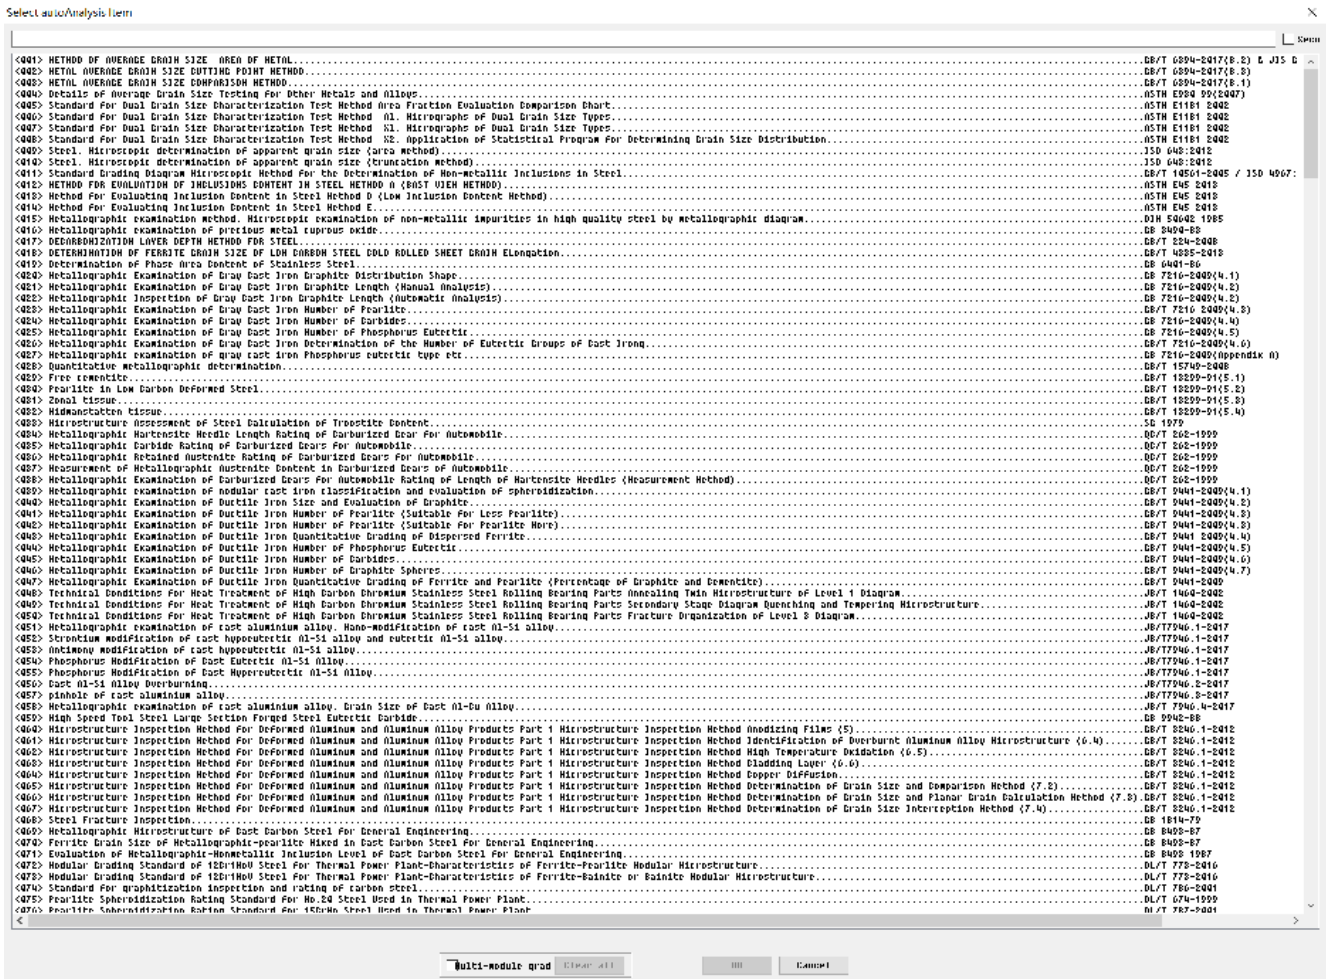 Select autoAnalysis Item
<001> METHOD OF AVERAGE GRAIN SIZE AREA OF METAL GB/T 6394-2017(B.2) & JIS G
<002> METAL AVERAGE GRAIN SIZE CUTTING POINT METHOD GB/T 6394-2017(B.3)
<003> METAL AVERAGE GRAIN SIZE COMPARISON METHOD GB/T 6394-2017(B.1)
<004> Details of Average Grain Size Testing for Other Metals and Alloys ASTM E930 99(2007)
<005> Standard for Dual Grain Size Characterization Test Method Area Fraction Evaluation Comparison Chart ASTM E1181 2002
<006> Standard for Dual Grain Size Characterization Test Method A1. Micrographs of Dual Grain Size Types ASTM E1181 2002
<007> Standard for Dual Grain Size Characterization Test Method X1. Micrographs of Dual Grain Size Types ASTM E1181 2002
<008> Standard for Dual Grain Size Characterization Test Method X2. Application of Statistical Program for Determining Grain Size Distribution ASTM E1181 2002
<009> Steel. Microscopic determination of apparent grain size (area method) ISO 643:2012
<010> Steel. Microscopic determination of apparent grain size (truncation method) ISO 643:2012
<011> Standard Grading Diagram Microscopic Method for the Determination of Non-metallic Inclusions in Steel GB/T 10561-2005 / ISO 4967:
<012> METHOD FOR EVALUATION OF INCLUSIONS CONTENT IN STEEL METHOD A (BAST VIEW METHOD) ASTM E45 2013
<013> Method for Evaluating Inclusion Content in Steel Method D (Low Inclusion Content Method) ASTM E45 2013
<014> Method for Evaluating Inclusion Content in Steel Method E ASTM E45 2013
<015> Metallographic examination method. Microscopic examination of non-metallic impurities in high quality steel by metallographic diagram DIN 50602 1985
<016> Metallographic examination of precious metal cuprous oxide GB 3490-83
<017> DECARBONIZATION LAYER DEPTH METHOD FOR STEEL GB/T 224-2008
<018> DETERMINATION OF FERRITE GRAIN SIZE OF LOW CARBON STEEL COLD ROLLED SHEET GRAIN ELongation GB/T 4335-2013
<019> Determination of Phase Area Content of Stainless Steel GB 6401-86
<020> Metallographic Examination of Gray Cast Iron Graphite Distribution Shape GB 7216-2009(4.1)
<021> Metallographic Examination of Gray Cast Iron Graphite Length (Manual Analysis) GB 7216-2009(4.2)
<022> Metallographic Inspection of Gray Cast Iron Graphite Length (Automatic Analysis) GB 7216-2009(4.2)
<023> Metallographic Examination of Gray Cast Iron Number of Pearlite GB/T 7216 2009(4.3)
<024> Metallographic Examination of Gray Cast Iron Number of Carbides GB 7216-2009(4.4)
<025> Metallographic Examination of Gray Cast Iron Number of Phosphorus Eutectic GB 7216-2009(4.5)
<026> Metallographic Examination of Gray Cast Iron Determination of the Number of Eutectic Groups of Cast Irong GB/T 7216-2009(4.6)
<027> Metallographic examination of gray cast iron Phosphorus eutectic type etc GB 7216-2009(Appendix A)
<028> Quantitative metallographic determination GB/T 15749-2008
<029> Free cementite GB/T 13299-91(5.1)
<030> Pearlite in Low Carbon Deformed Steel GB/T 13299-91(5.2)
<031> Zonal tissue GB/T 13299-91(5.3)
<032> Widmanstatten tissue GB/T 13299-91(5.4)
<033> Microstructure Assessment of Steel Calculation of Troostite Content SG 1979
<034> Metallographic Martensite Needle Length Rating of Carburized Gear for Automobile QC/T 262-1999
<035> Metallographic Carbide Rating of Carburized Gears for Automobile QC/T 262-1999
<036> Metallographic Retained Austenite Rating of Carburized Gears for Automobile QC/T 262-1999
<037> Measurement of Metallographic Austenite Content in Carburized Gears of Automobile QC/T 262-1999
<038> Metallographic Examination of Carburized Gears for Automobile Rating of Length of Martensite Needles (Measurement Method) QC/T 262-1999
<039> Metallographic examination of nodular cast iron classification and evaluation of spheroidization GB/T 9441-2009(4.1)
<040> Metallographic Examination of Ductile Iron Size and Evaluation of Graphite GB/T 9441-2009(4.2)
<041> Metallographic Examination of Ductile Iron Number of Pearlite (Suitable for Less Pearlite) GB/T 9441-2009(4.3)
<042> Metallographic Examination of Ductile Iron Number of Pearlite (Suitable for Pearlite More) GB/T 9441-2009(4.3)
<043> Metallographic Examination of Ductile Iron Quantitative Grading of Dispersed Ferrite GB/T 9441 2009(4.4)
<044> Metallographic Examination of Ductile Iron Number of Phosphorus Eutectic GB/T 9441-2009(4.5)
<045> Metallographic Examination of Ductile Iron Number of Carbides GB/T 9441-2009(4.6)
<046> Metallographic Examination of Ductile Iron Number of Graphite Spheres GB/T 9441-2009(4.7)
<047> Metallographic Examination of Ductile Iron Quantitative Grading of Ferrite and Pearlite (Percentage of Graphite and Cementite) GB/T 9441-2009
<048> Technical Conditions for Heat Treatment of High Carbon Chromium Stainless Steel Rolling Bearing Parts Annealing Twin Microstructure of Level 1 Diagram JB/T 1460-2002
<049> Technical Conditions for Heat Treatment of High Carbon Chromium Stainless Steel Rolling Bearing Parts Secondary Stage Diagram Quenching and Tempering Microstructure JB/T 1460-2002
<050> Technical Conditions for Heat Treatment of High Carbon Chromium Stainless Steel Rolling Bearing Parts Fracture Organization of Level 3 Diagram JB/T 1460-2002
<051> Metallographic examination of cast aluminium alloy. Nano-modification of cast Al-Si alloy JB/T7946.1-2017
<052> Strontium modification of cast hypoeutectic Al-Si alloy and eutectic Al-Si alloy JB/T7946.1-2017
<053> Antimony modification of cast hypoeutectic Al-Si alloy JB/T7946.1-2017
<054> Phosphorus Modification of Cast Eutectic Al-Si Alloy JB/T7946.1-2017
<055> Phosphorus Modification of Cast Hypereutectic Al-Si Alloy JB/T7946.1-2017
<056> Cast Al-Si Alloy Overburning JB/T7946.2-2017
<057> pinhole of cast aluminium alloy JB/T7946.3-2017
<058> Metallographic examination of cast aluminium alloy. Grain Size of Cast Al-Cu Alloy JB/T 7946.4-2017
<059> High Speed Tool Steel Large Section Forged Steel Eutectic Carbide GB 9942-88
<060> Microstructure Inspection Method for Deformed Aluminum and Aluminum Alloy Products Part 1 Microstructure Inspection Method Anodizing Films (5) GB/T 3246.1-2012
<061> Microstructure Inspection Method for Deformed Aluminum and Aluminum Alloy Products Part 1 Microstructure Inspection Method Identification of Overburnt Aluminum Alloy Microstructure (6.4) GB/T 3246.1-2012
<062> Microstructure Inspection Method for Deformed Aluminum and Aluminum Alloy Products Part 1 Microstructure Inspection Method High Temperature Oxidation (6.5) GB/T 3246.1-2012
<063> Microstructure Inspection Method for Deformed Aluminum and Aluminum Alloy Products Part 1 Microstructure Inspection Method Cladding Layer (6.6) GB/T 3246.1-2012
<064> Microstructure Inspection Method for Deformed Aluminum and Aluminum Alloy Products Part 1 Microstructure Inspection Method Copper Diffusion GB/T 3246.1-2012
<065> Microstructure Inspection Method for Deformed Aluminum and Aluminum Alloy Products Part 1 Microstructure Inspection Method Determination of Grain Size and Comparison Method (7.2) GB/T 3246.1-2012
<066> Microstructure Inspection Method for Deformed Aluminum and Aluminum Alloy Products Part 1 Microstructure Inspection Method Determination of Grain Size and Planar Grain Calculation Method (7.3) GB/T 3246.1-2012
<067> Microstructure Inspection Method for Deformed Aluminum and Aluminum Alloy Products Part 1 Microstructure Inspection Method Determination of Grain Size Interception Method (7.4) GB/T 3246.1-2012
<068> Steel Fracture Inspection GB 1814-79
<069> Metallographic Microstructure of Cast Carbon Steel for General Engineering GB 8493-87
<070> Ferrite Grain Size of Metallographic-pearlite Mixed in Cast Carbon Steel for General Engineering GB 8493-87
<071> Evaluation of Metallographic-Nonmetallic Inclusion Level of Cast Carbon Steel for General Engineering GB 8493 1987
<072> Nodular Grading Standard of 12Cr1MoV Steel for Thermal Power Plant-Characteristics of Ferrite-Pearlite Nodular Microstructure DL/T 773-2016
<073> Nodular Grading Standard of 12Cr1MoV Steel for Thermal Power Plant-Characteristics of Ferrite-Bainite or Bainite Nodular Microstructure DL/T 773-2016
<074> Standard for graphitization inspection and rating of carbon steel DL/T 786-2001
<075> Pearlite Spheroidization Rating Standard for No.20 Steel Used in Thermal Power Plant DL/T 674-1999
<076> Pearlite Spheroidization Rating Standard for 15CrMo Steel Used in Thermal Power Plant DL/T 787-2001
Multi-module grad Clear all OK Cancel